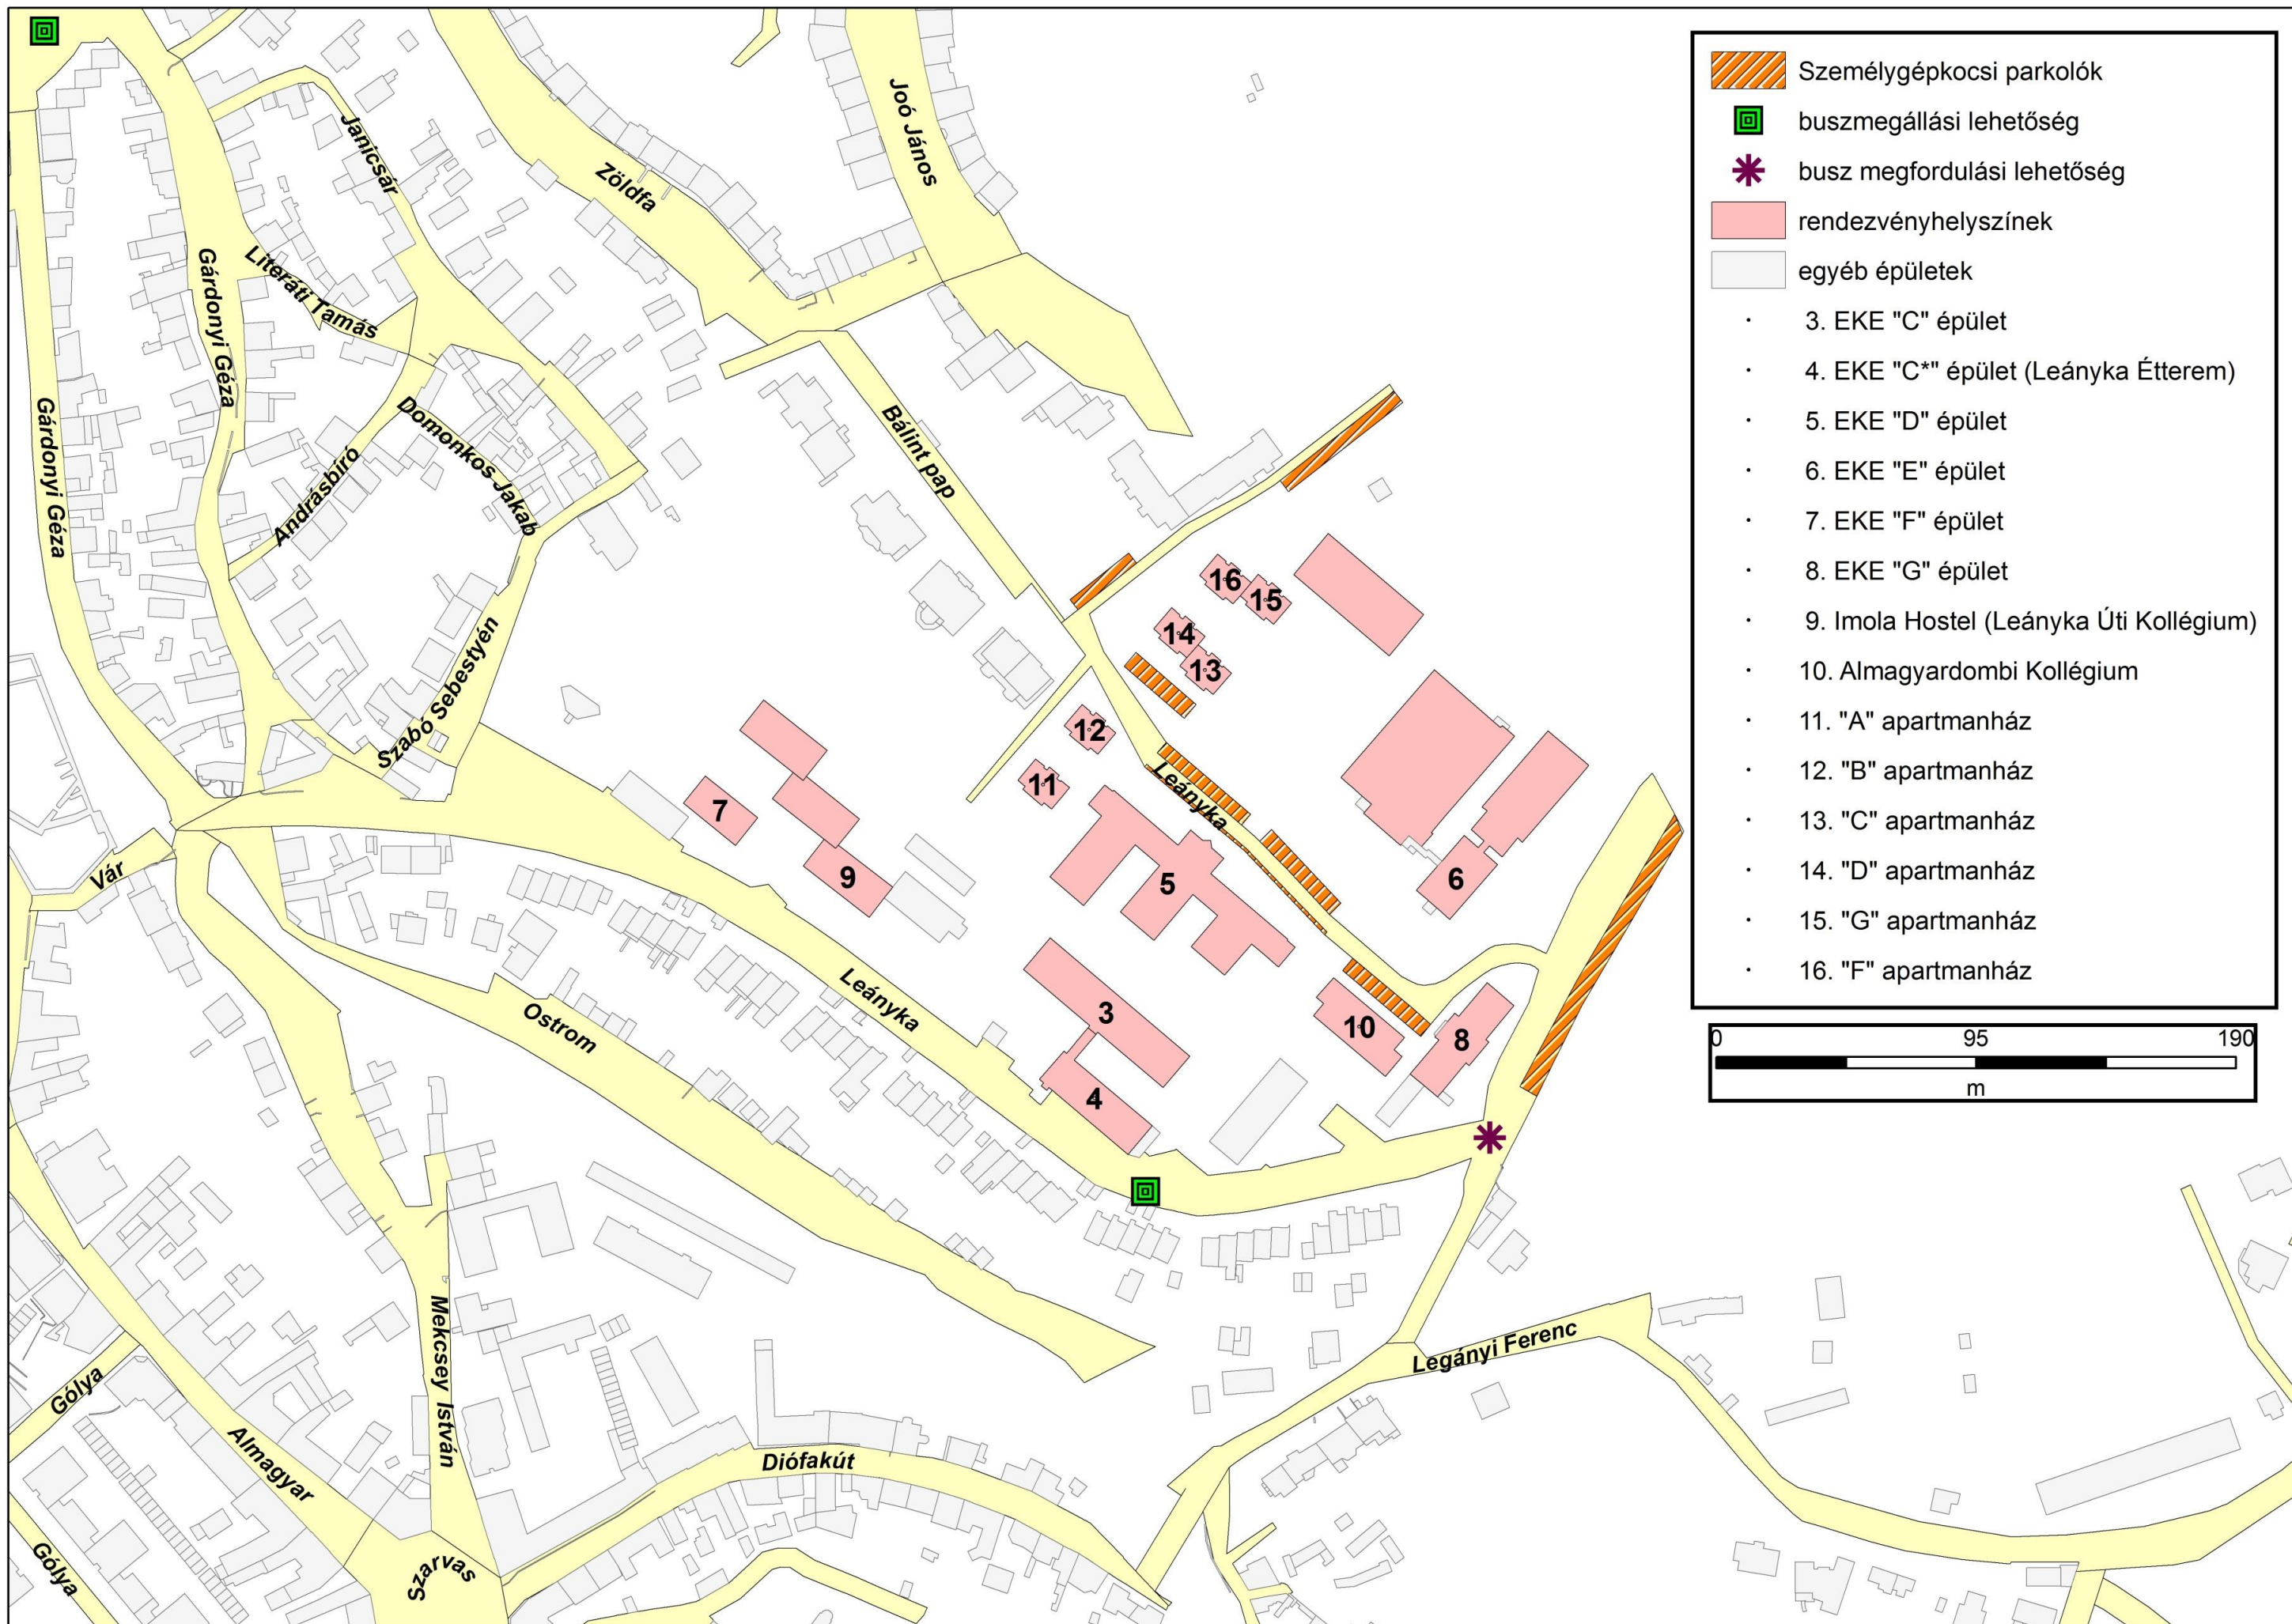 Személygépkocsi parkolók
buszmegállási lehetőség
busz megfordulási lehetőség
rendezvényhelyszínek
egyéb épületek
· 3. EKE "C" épület
· 4. EKE "C*" épület (Leányka Étterem)
· 5. EKE "D" épület
· 6. EKE "E" épület
· 7. EKE "F" épület
· 8. EKE "G" épület
· 9. Imola Hostel (Leányka Úti Kollégium)
· 10. Almagyardombi Kollégium
· 11. "A" apartmanház
· 12. "B" apartmanház
· 13. "C" apartmanház
· 14. "D" apartmanház
· 15. "G" apartmanház
· 16. "F" apartmanház
0 95 190
m
Joó János
Janicsár
Zöldfa
Gárdonyi Géza
Literáti Tamás
Gárdonyi Géza
Domonkos Jakab
Bálint pap
Andrásbíró
Szabó Sebestyén
16
15
14
13
12
11
Leányka
7
9
5
6
Vár
Leányka
Ostrom
3
10
8
4
Mekcsey István
Legányi Ferenc
Gólya
Almagyar
Diófakút
Gólya
Szarvas